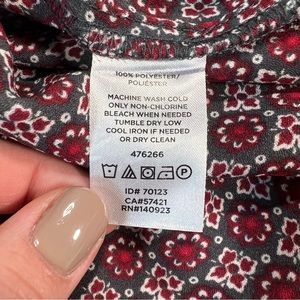 100% POLYESTER/
POLIÉSTER
MACHINE WASH COLD
ONLY NON-CHLORINE
BLEACH WHEN NEEDED
TUMBLE DRY LOW
COOL IRON IF NEEDED
OR DRY CLEAN
476266
ID# 70123
CA#57421
RN#140923